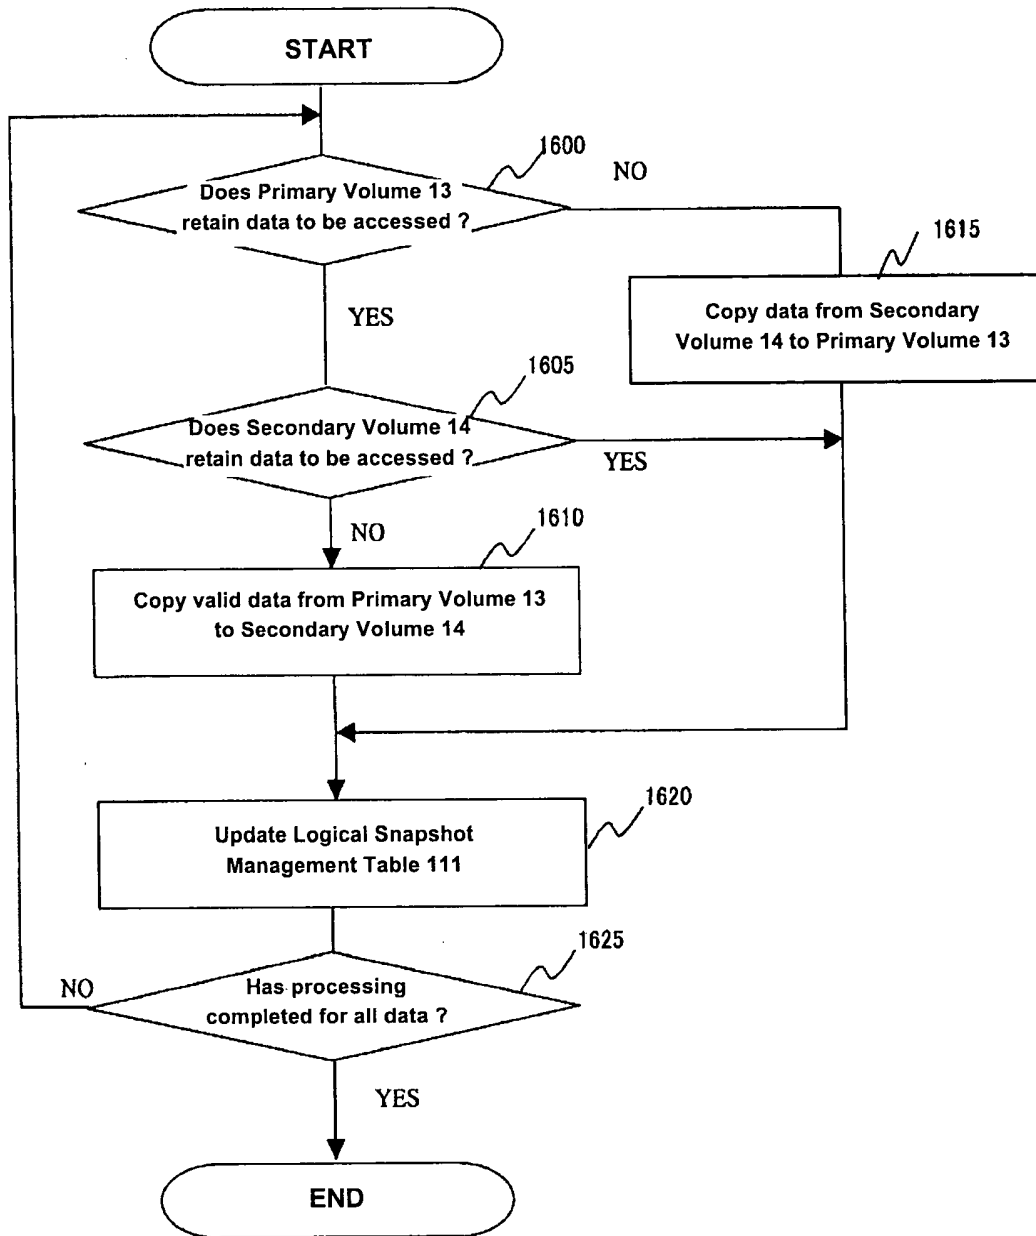 START
1600
Does Primary Volume 13
retain data to be accessed ?
NO
1615
Copy data from Secondary
Volume 14 to Primary Volume 13
YES
1605
Does Secondary Volume 14
retain data to be accessed ?
YES
NO
1610
Copy valid data from Primary Volume 13
to Secondary Volume 14
1620
Update Logical Snapshot
Management Table 111
1625
NO
Has processing
completed for all data ?
YES
END